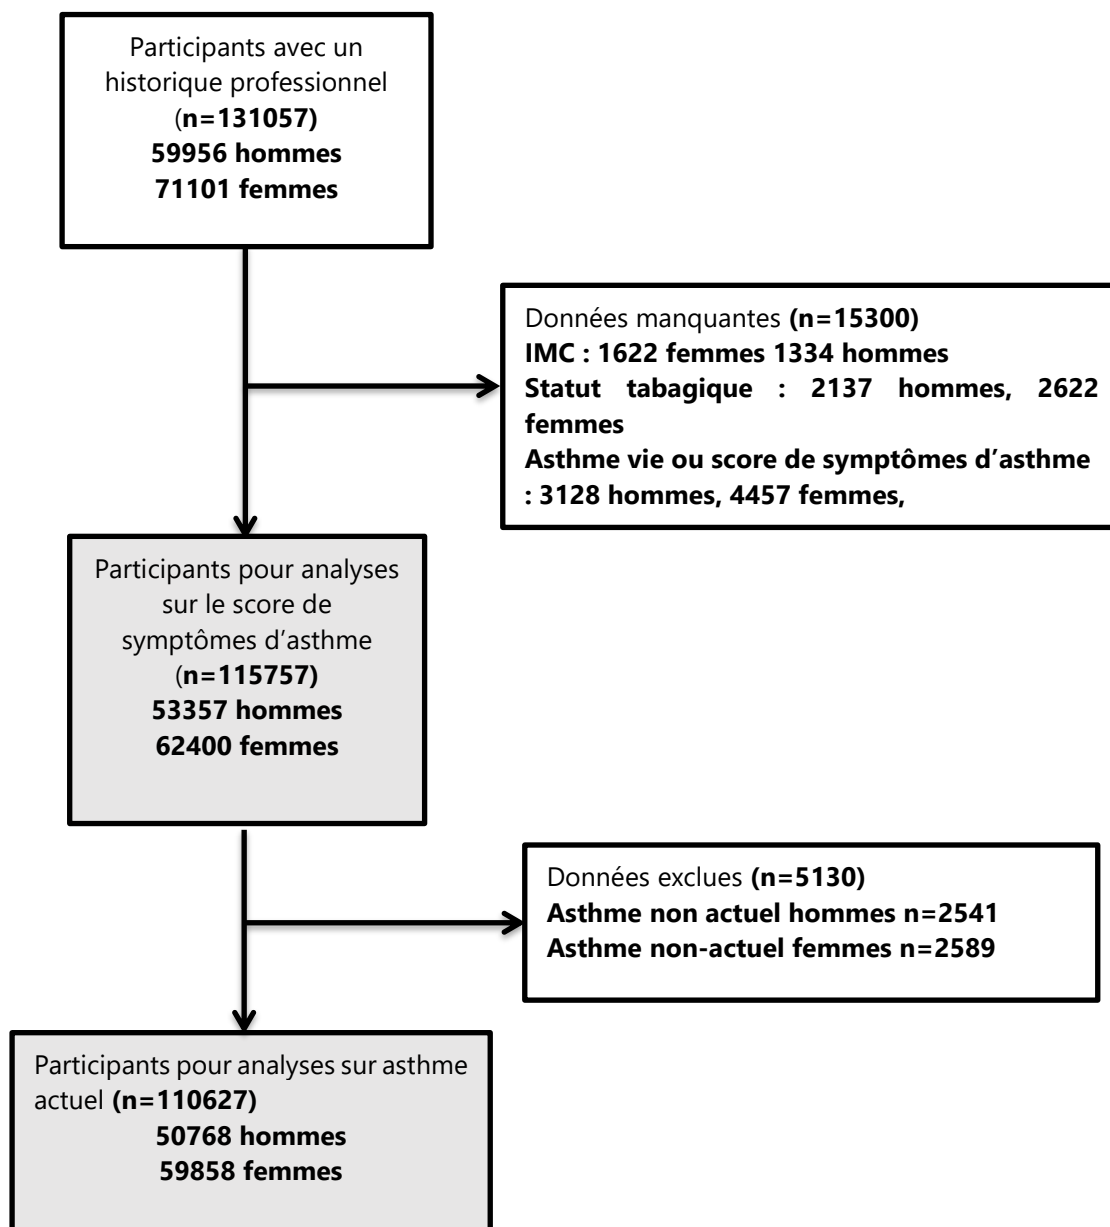 Participants avec un
historique professionnel
(n=131057)
59956 hommes
71101 femmes
Données manquantes (n=15300)
IMC : 1622 femmes 1334 hommes
Statut tabagique : 2137 hommes, 2622
femmes
Asthme vie ou score de symptômes d’asthme
: 3128 hommes, 4457 femmes,
Participants pour analyses
sur le score de
symptômes d’asthme
(n=115757)
53357 hommes
62400 femmes
Données exclues (n=5130)
Asthme non actuel hommes n=2541
Asthme non-actuel femmes n=2589
Participants pour analyses sur asthme
actuel (n=110627)
50768 hommes
59858 femmes